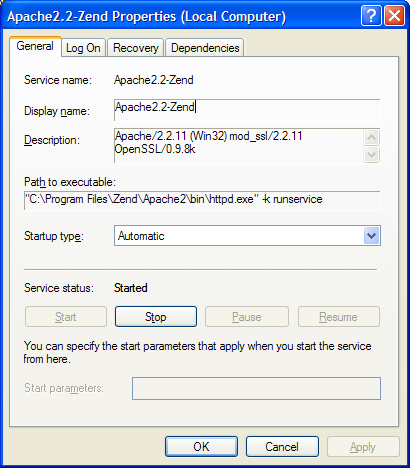 Apache2.2-Zend Properties (Local Computer)
General Log On Recovery Dependencies
Service name: Apache2.2-Zend
Display name: Apache2.2-Zend
Description: Apache/2.2.11 (Win32) mod_ssl/2.2.11
OpenSSL/0.9.8k
Path to executable:
"C:\Program Files\Zend\Apache2\bin\httpd.exe" -k runservice
Startup type: Automatic
Service status: Started
Start Stop Pause Resume
You can specify the start parameters that apply when you start the service
from here.
Start parameters:
OK Cancel Apply